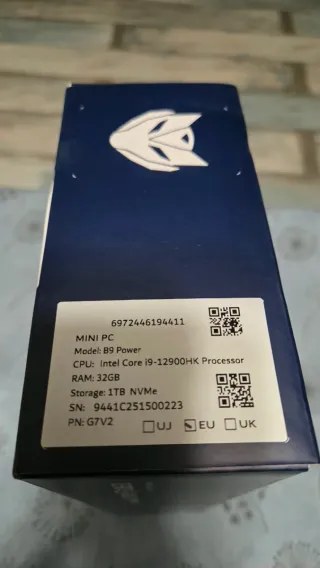 6972446194411
MINI PC
Model: B9 Power
CPU: Intel Core i9-12900HK Processor
RAM: 32GB
Storage: 1TB NVMe
SN: 9441C251500223
PN: G7V2 UJ EU UK